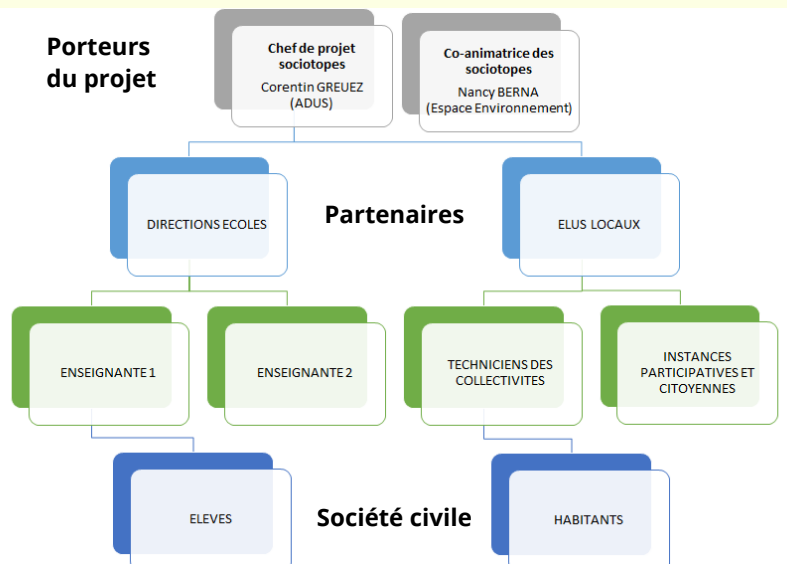 Porteurs
du projet
Chef de projet
sociotopes
Corentin GREUEZ
(ADUS)
Co-animatrice des
sociotopes
Nancy BERNA
(Espace Environnement)
DIRECTIONS ECOLES
Partenaires
ELUS LOCAUX
ENSEIGNANTE 1
ENSEIGNANTE 2
TECHNICIENS DES
COLLECTIVITES
INSTANCES
PARTICIPATIVES ET
CITOYENNES
ELEVES
Société civile
HABITANTS